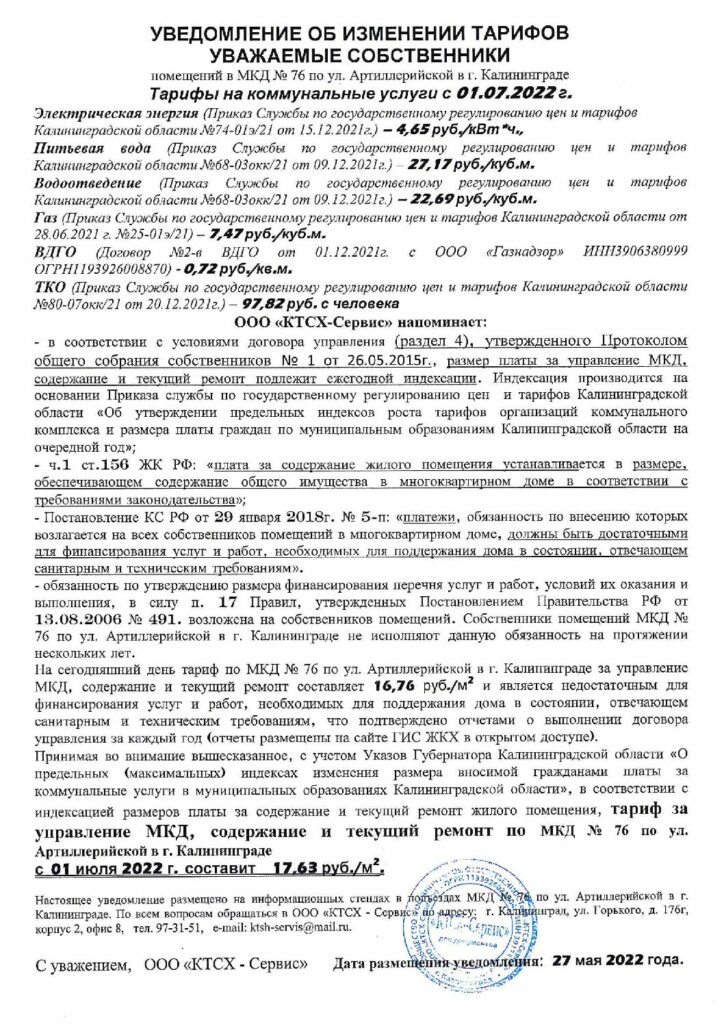 УВЕДОМЛЕНИЕ ОБ ИЗМЕНЕНИИ ТАРИФОВ
УВАЖАЕМЫЕ СОБСТВЕННИКИ
помещений в МКД № 76 по ул. Артиллерийской в г. Калининграде
Тарифы на коммунальные услуги с 01.07.2022 г.
Электрическая энергия (Приказ Службы по государственному регулированию цен и тарифов
Калининградской области №74-01э/21 от 15.12.2021г.) – 4,65 руб./кВт*ч.,
Питьевая вода (Приказ Службы по государственному регулированию цен и тарифов
Калининградской области №68-03окк/21 от 09.12.2021г.) – 27,17 руб./куб.м.
Водоотведение (Приказ Службы по государственному регулированию цен и тарифов
Калининградской области №68-03окк/21 от 09.12.2021г.) – 22,69 руб./куб.м.
Газ (Приказ Службы по государственному регулированию цен и тарифов Калининградской области от
28.06.2021 г. №25-01э/21) – 7,47 руб./куб.м.
ВДГО (Договор №2-в ВДГО от 01.12.2021г. с ООО «Газнадзор» ИНН3906380999
ОГРН1193926008870) - 0,72 руб./кв.м.
ТКО (Приказ Службы по государственному регулированию цен и тарифов Калининградской области
№80-07окк/21 от 20.12.2021г.) – 97,82 руб. с человека
ООО «КТСХ-Сервис» напоминает:
- в соответствии с условиями договора управления (раздел 4), утвержденного Протоколом
общего собрания собственников № 1 от 26.05.2015г., размер платы за управление МКД,
содержание и текущий ремонт подлежит ежегодной индексации. Индексация производится на
основании Приказа службы по государственному регулированию цен и тарифов Калининградской
области «Об утверждении предельных индексов роста тарифов организаций коммунального
комплекса и размера платы граждан по муниципальным образованиям Калининградской области на
очередной год»;
- ч.1 ст.156 ЖК РФ: «плата за содержание жилого помещения устанавливается в размере,
обеспечивающем содержание общего имущества в многоквартирном доме в соответствии с
требованиями законодательства»;
- Постановление КС РФ от 29 января 2018г. № 5-п: «платежи, обязанность по внесению которых
возлагается на всех собственников помещений в многоквартирном доме, должны быть достаточными
для финансирования услуг и работ, необходимых для поддержания дома в состоянии, отвечающем
санитарным и техническим требованиям».
- обязанность по утверждению размера финансирования перечня услуг и работ, условий их оказания и
выполнения, в силу п. 17 Правил, утвержденных Постановлением Правительства РФ от
13.08.2006 № 491. возложена на собственников помещений. Собственники помещений МКД №
76 по ул. Артиллерийской в г. Калининграде не исполняют данную обязанность на протяжении
нескольких лет.
На сегодняшний день тариф по МКД № 76 по ул. Артиллерийской в г. Калининграде за управление
МКД, содержание и текущий ремонт составляет 16,76 руб./м² и является недостаточным для
финансирования услуг и работ, необходимых для поддержания дома в состоянии, отвечающем
санитарным и техническим требованиям, что подтверждено отчетами о выполнении договора
управления за каждый год (отчеты размещены на сайте ГИС ЖКХ в открытом доступе).
Принимая во внимание вышесказанное, с учетом Указов Губернатора Калининградской области «О
предельных (максимальных) индексах изменения размера вносимой гражданами платы за
коммунальные услуги в муниципальных образованиях Калининградской области», в соответствии с
индексацией размеров платы за содержание и текущий ремонт жилого помещения, тариф за
управление МКД, содержание и текущий ремонт по МКД № 76 по ул.
Артиллерийской в г. Калининграде
с 01 июля 2022 г. составит 17,63 руб./м².
Настоящее уведомление размещено на информационных стендах в подъездах МКД № 76 по ул. Артиллерийской в г.
Калининграде. По всем вопросам обращаться в ООО «КТСХ - Сервис» по адресу: г. Калининград, ул. Горького, д. 176г,
корпус 2, офис 8, тел. 97-31-51, e-mail: ktsh-servis@mail.ru.
С уважением, ООО «КТСХ - Сервис» Дата размещения уведомления: 27 мая 2022 года.